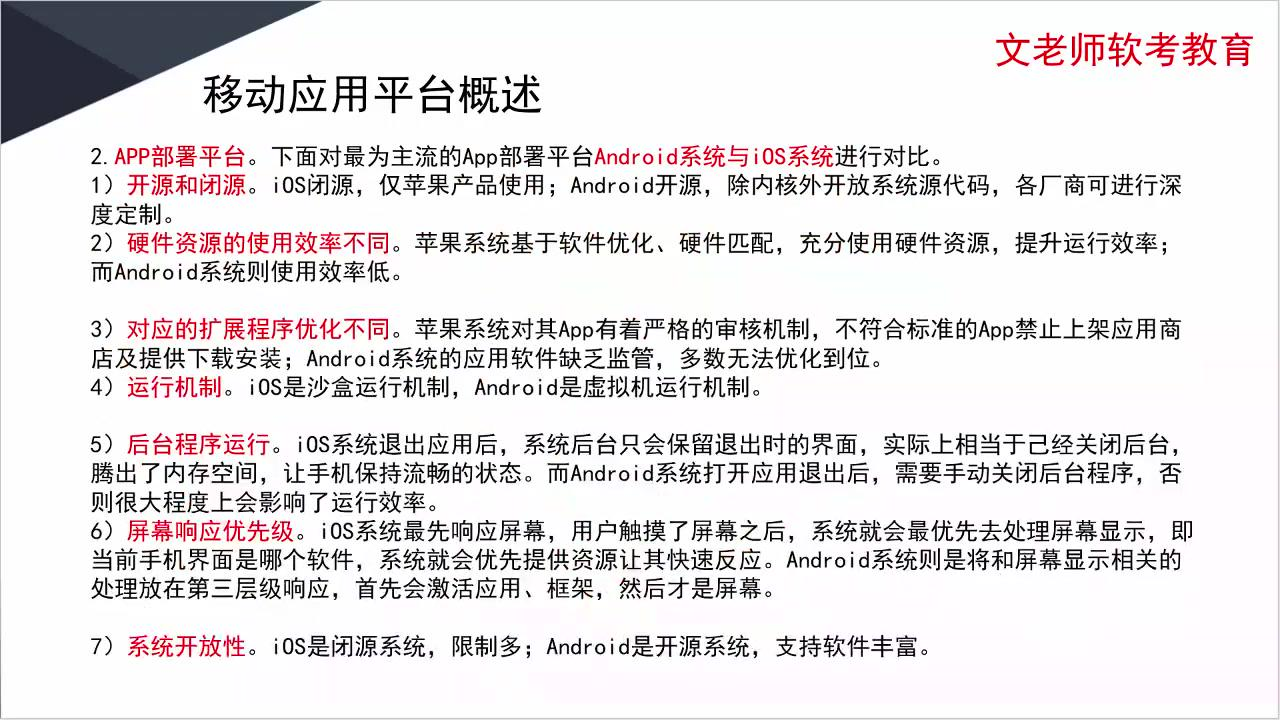 文老师软考教育
移动应用平台概述
2.APP部署平台。下面对最为主流的App部署平台Android系统与iOS系统进行对比。
1）开源和闭源。iOS闭源，仅苹果产品使用；Android开源，除内核外开放系统源代码，各厂商可进行深
度定制。
2）硬件资源的使用效率不同。苹果系统基于软件优化、硬件匹配，充分使用硬件资源，提升运行效率；
而Android系统则使用效率低。
3）对应的扩展程序优化不同。苹果系统对其App有着严格的审核机制，不符合标准的App禁止上架应用商
店及提供下载安装；Android系统的应用软件缺乏监管，多数无法优化到位。
4）运行机制。iOS是沙盒运行机制，Android是虚拟机运行机制。
5）后台程序运行。iOS系统退出应用后，系统后台只会保留退出时的界面，实际上相当于己经关闭后台，
腾出了内存空间，让手机保持流畅的状态。而Android系统打开应用退出后，需要手动关闭后台程序，否
则很大程度上会影响了运行效率。
6）屏幕响应优先级。iOS系统最先响应屏幕，用户触摸了屏幕之后，系统就会最优先去处理屏幕显示，即
当前手机界面是哪个软件，系统就会优先提供资源让其快速反应。Android系统则是将和屏幕显示相关的
处理放在第三层级响应，首先会激活应用、框架，然后才是屏幕。
7）系统开放性。iOS是闭源系统，限制多；Android是开源系统，支持软件丰富。